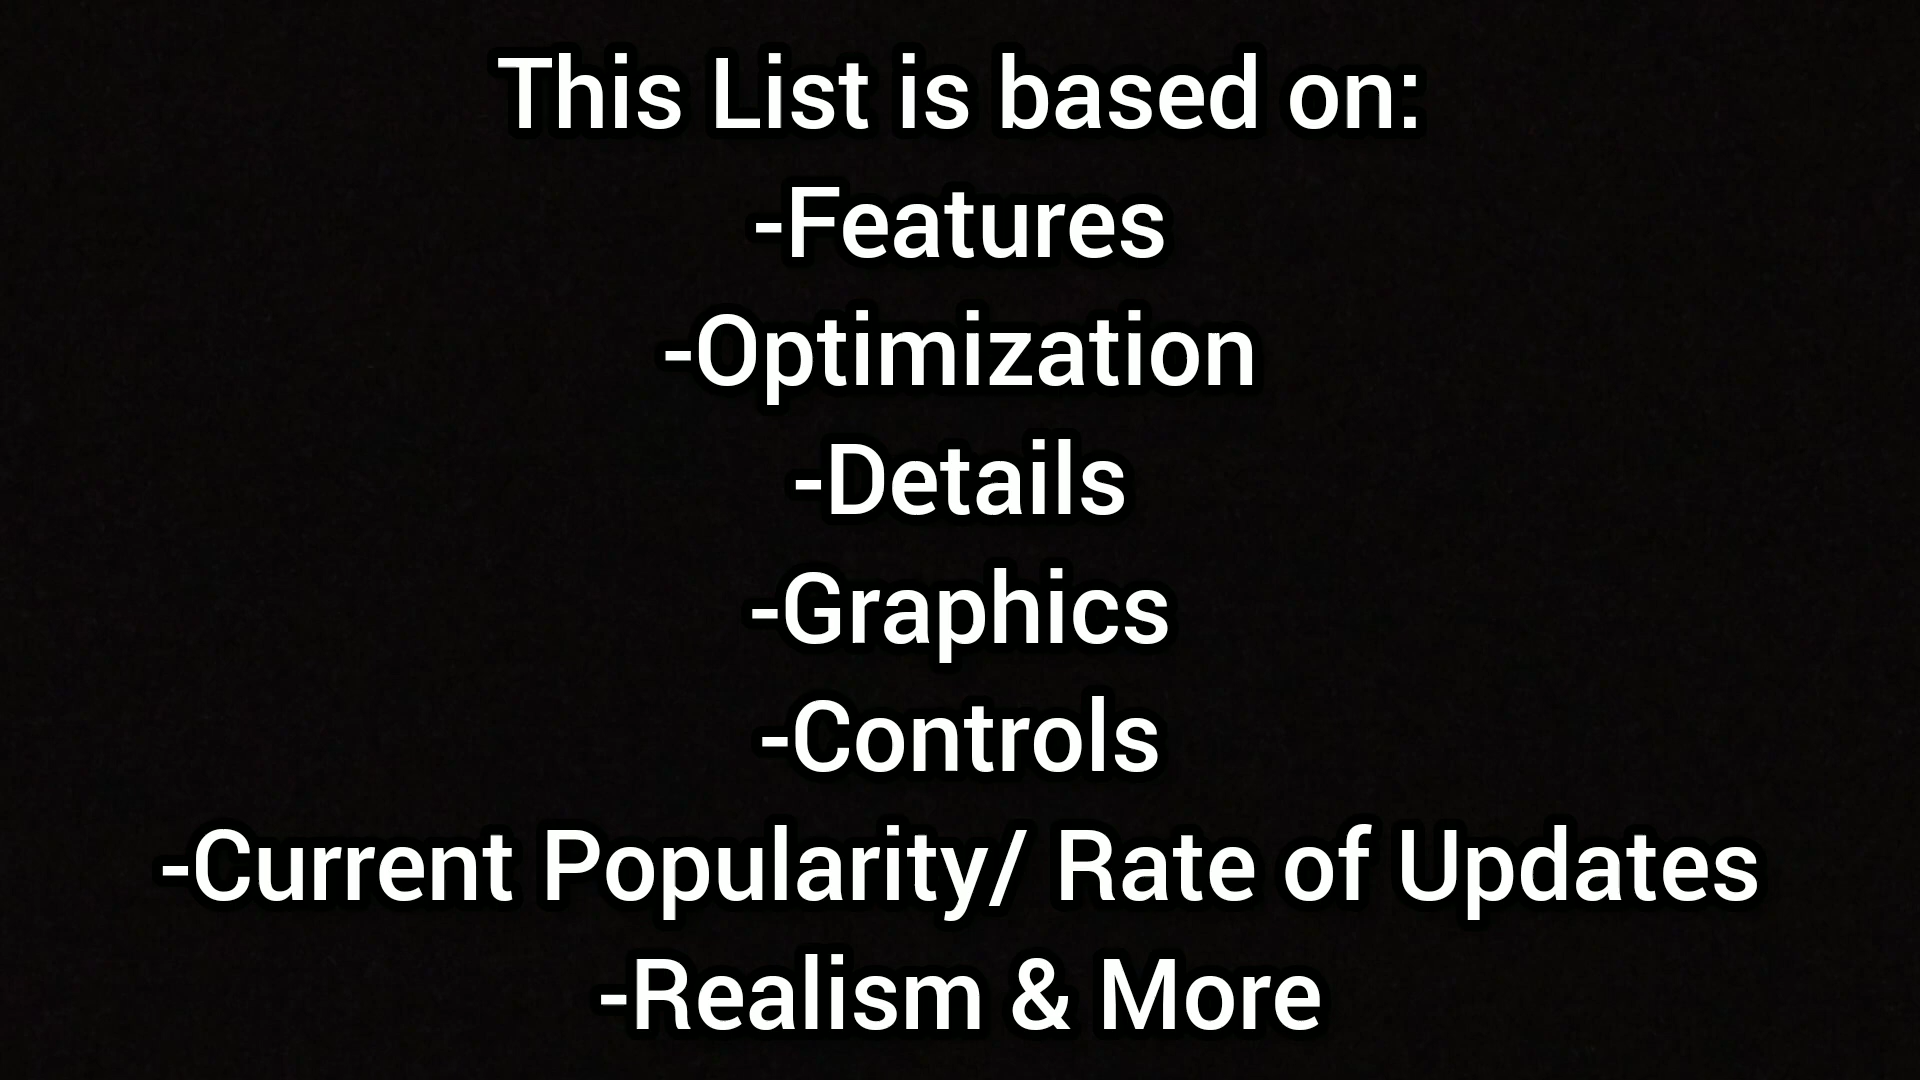 This List is based on:
-Features
-Optimization
-Details
-Graphics
-Controls
-Current Popularity/ Rate of Updates
-Realism & More